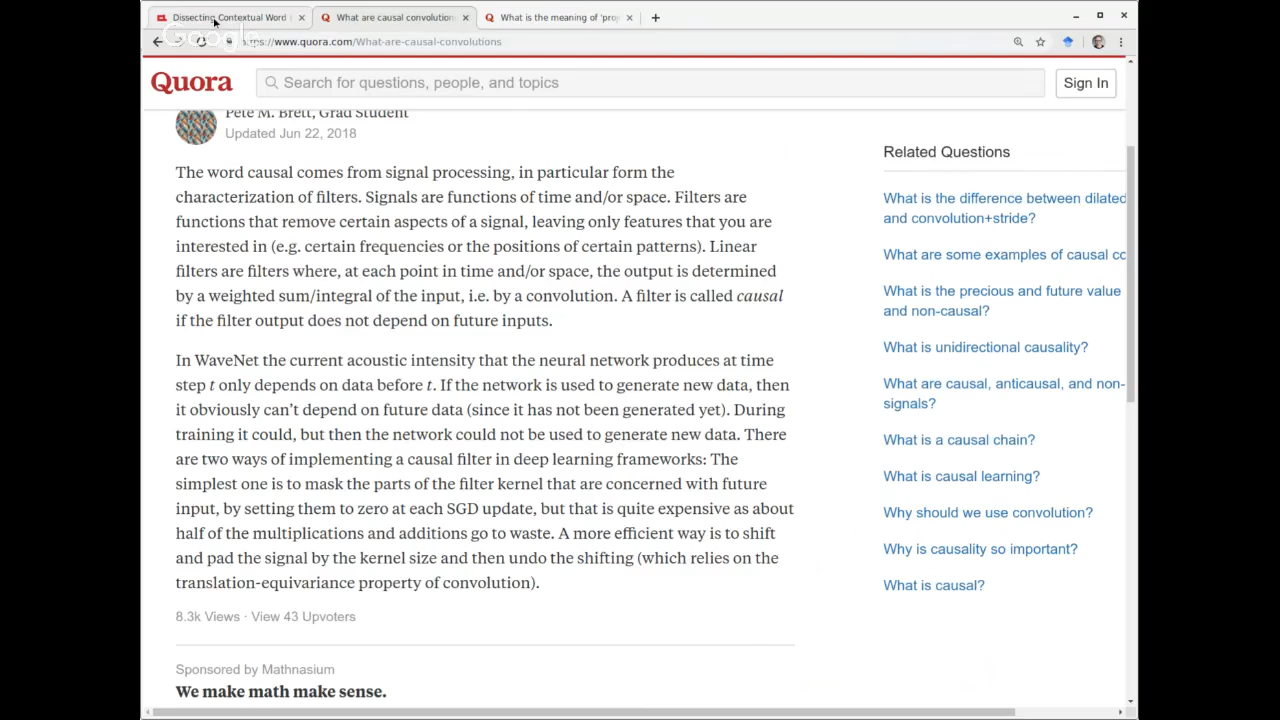 Dissecting Contextual Word
What are causal convolution
What is the meaning of 'pro
Google
https://www.quora.com/What-are-causal-convolutions
Quora
Search for questions, people, and topics
Sign In
Pete M. Brett, Grad Student
Updated Jun 22, 2018
The word causal comes from signal processing, in particular form the
characterization of filters. Signals are functions of time and/or space. Filters are
functions that remove certain aspects of a signal, leaving only features that you are
interested in (e.g. certain frequencies or the positions of certain patterns). Linear
filters are filters where, at each point in time and/or space, the output is determined
by a weighted sum/integral of the input, i.e. by a convolution. A filter is called causal
if the filter output does not depend on future inputs.
In WaveNet the current acoustic intensity that the neural network produces at time
step t only depends on data before t. If the network is used to generate new data, then
it obviously can’t depend on future data (since it has not been generated yet). During
training it could, but then the network could not be used to generate new data. There
are two ways of implementing a causal filter in deep learning frameworks: The
simplest one is to mask the parts of the filter kernel that are concerned with future
input, by setting them to zero at each SGD update, but that is quite expensive as about
half of the multiplications and additions go to waste. A more efficient way is to shift
and pad the signal by the kernel size and then undo the shifting (which relies on the
translation-equivariance property of convolution).
8.3k Views · View 43 Upvoters
Sponsored by Mathnasium
We make math make sense.
Related Questions
What is the difference between dilated
and convolution+stride?
What are some examples of causal co
What is the precious and future value
and non-causal?
What is unidirectional causality?
What are causal, anticausal, and non-
signals?
What is a causal chain?
What is causal learning?
Why should we use convolution?
Why is causality so important?
What is causal?